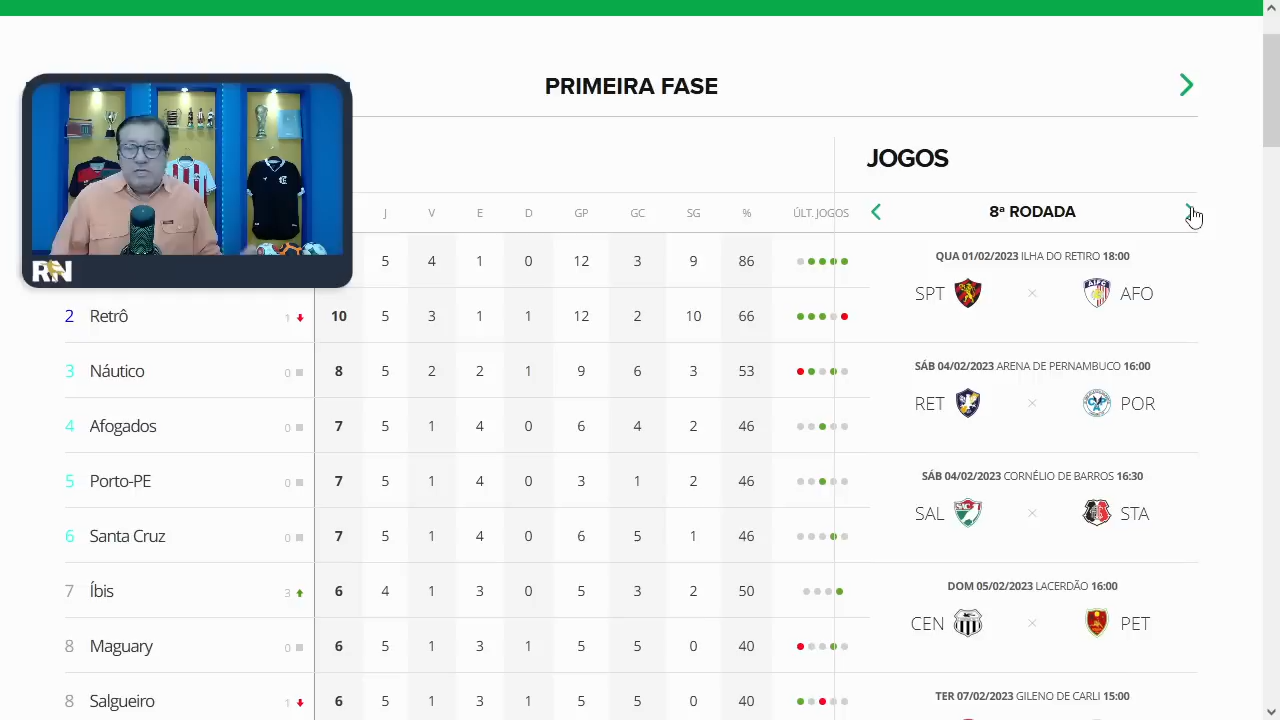 PRIMEIRA FASE
JOGOS
J V E D GP GC SG % ÚLT. JOGOS
8ª RODADA
5 4 1 0 12 3 9 86
2 Retrô 1 10 5 3 1 1 12 2 10 66
3 Náutico 0 8 5 2 2 1 9 6 3 53
4 Afogados 0 7 5 1 4 0 6 4 2 46
5 Porto-PE 0 7 5 1 4 0 3 1 2 46
6 Santa Cruz 0 7 5 1 4 0 6 5 1 46
7 Íbis 3 6 4 1 3 0 5 3 2 50
8 Maguary 0 6 5 1 3 1 5 5 0 40
8 Salgueiro 1 6 5 1 3 1 5 5 0 40
QUA 01/02/2023 ILHA DO RETIRO 18:00
SPT × AFO
SÁB 04/02/2023 ARENA DE PERNAMBUCO 16:00
RET × POR
SÁB 04/02/2023 CORNÉLIO DE BARROS 16:30
SAL × STA
DOM 05/02/2023 LACERDÃO 16:00
CEN × PET
TER 07/02/2023 GILENO DE CARLI 15:00
RN